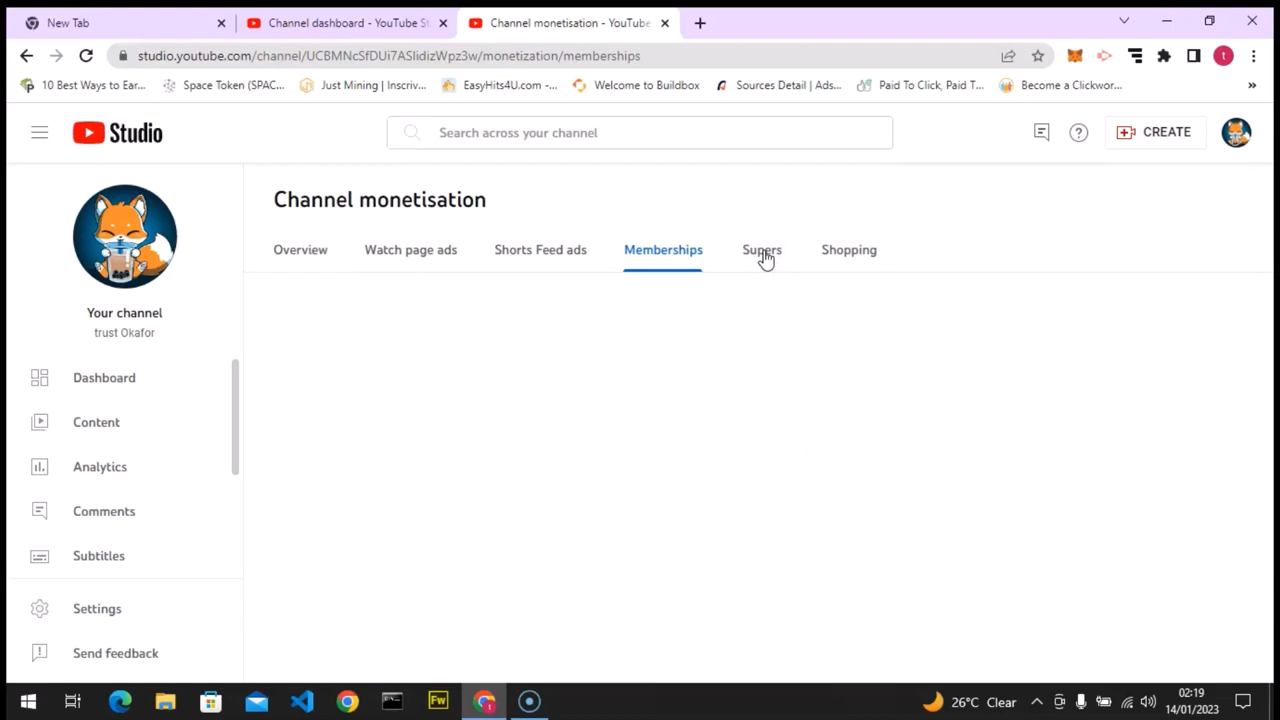 New Tab
Channel dashboard - YouTube St
Channel monetisation - YouTube
studio.youtube.com/channel/UCBMNcSfDUi7ASlidizWpz3w/monetization/memberships
t
10 Best Ways to Ear...
Space Token (SPAC...
Just Mining | Inscriv...
EasyHits4U.com -...
Welcome to Buildbox
Sources Detail | Ads...
Paid To Click, Paid T...
Become a Clickwor...
»
Studio
Search across your channel
CREATE
Channel monetisation
Overview
Watch page ads
Shorts Feed ads
Memberships
Supers
Shopping
Your channel
trust Okafor
Dashboard
Content
Analytics
Comments
Subtitles
Settings
Send feedback
Fw
26°C Clear
02:19
14/01/2023